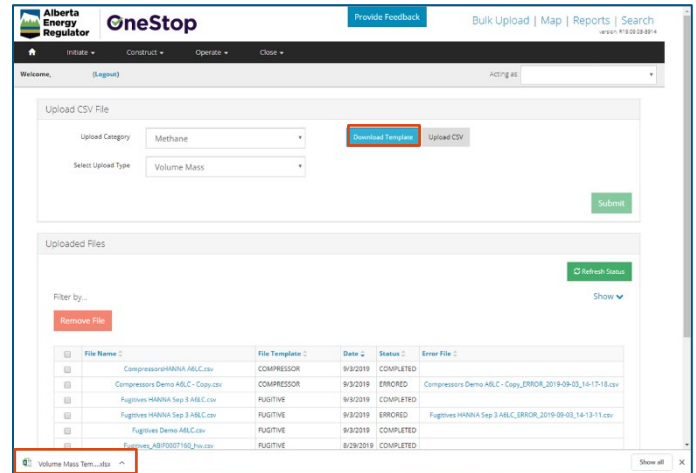 Alberta
Energy
Regulator
OneStop
Provide Feedback
Bulk Upload | Map | Reports | Search
Initiate
Construct
Operate
Close
Welcome, (Logout)
Acting as:
Upload CSV File
Upload Category
Methane
Download Template
Upload CSV
Select Upload Type
Volume Mass
Submit
Uploaded Files
Refresh Status
Filter by...
Show
Remove File
File Name File Template Date Status Error File
CompressorsHANNA A6LC.csv COMPRESSOR 9/3/2019 COMPLETED
Compressors Demo A6LC - Copy.csv COMPRESSOR 9/3/2019 ERRORED Compressors Demo A6LC - Copy_ERROR_2019-09-03_14-17-18.csv
Fugitives HANNA Sep 3 A6LC.csv FUGITIVE 9/3/2019 COMPLETED
Fugitives HANNA Sep 3 A6LC.csv FUGITIVE 9/3/2019 ERRORED Fugitives HANNA Sep 3 A6LC_ERROR_2019-09-03_14-13-11.csv
Fugitives Demo A6LC.csv FUGITIVE 9/3/2019 COMPLETED
Fugitives_ABIF0007160_hw.csv FUGITIVE 8/29/2019 COMPLETED
Volume Mass Tem....xlsx
Show all